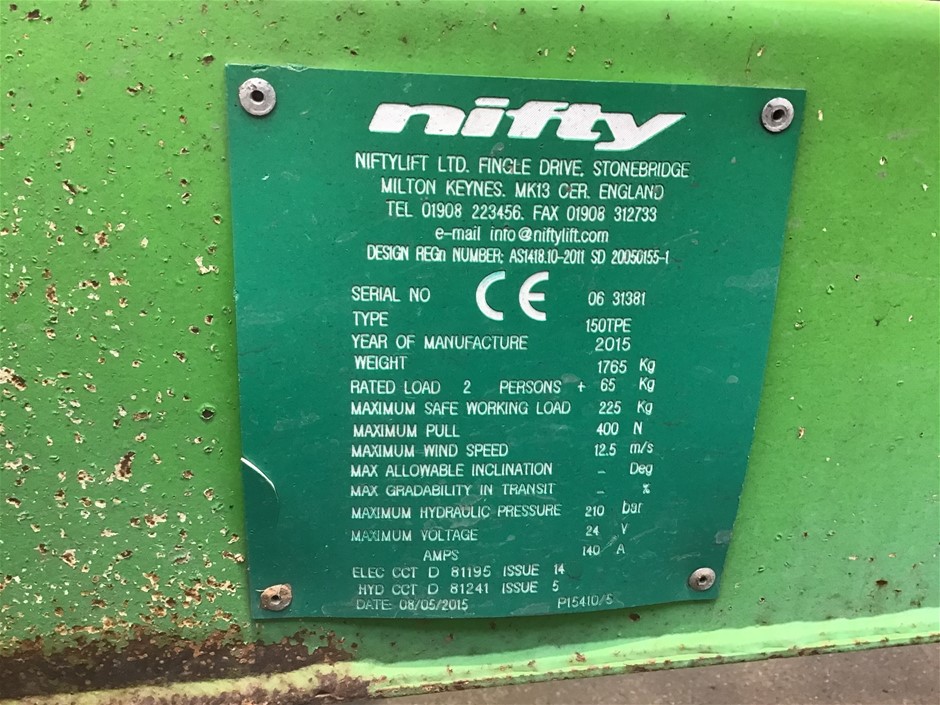 nifty
NIFTYLIFT LTD. FINGLE DRIVE, STONEBRIDGE
MILTON KEYNES. MK13 OER. ENGLAND
TEL 01908 223456. FAX 01908 312733
e-mail info@niftylift.com
DESIGN REGn NUMBER; AS1418.10-2011 SD 20050155-1
CE
SERIAL NO 06 31381
TYPE 150TPE
YEAR OF MANUFACTURE 2015
WEIGHT 1765 Kg
RATED LOAD 2 PERSONS + 65 Kg
MAXIMUM SAFE WORKING LOAD 225 Kg
MAXIMUM PULL 400 N
MAXIMUM WIND SPEED 12.5 m/s
MAX ALLOWABLE INCLINATION - Deg
MAX GRADABILITY IN TRANSIT - %
MAXIMUM HYDRAULIC PRESSURE 210 bar
MAXIMUM VOLTAGE 24 V
AMPS 140 A
ELEC CCT D 81195 ISSUE 14
HYD CCT D 81241 ISSUE 5
DATE: 08/05/2015 P15410/5